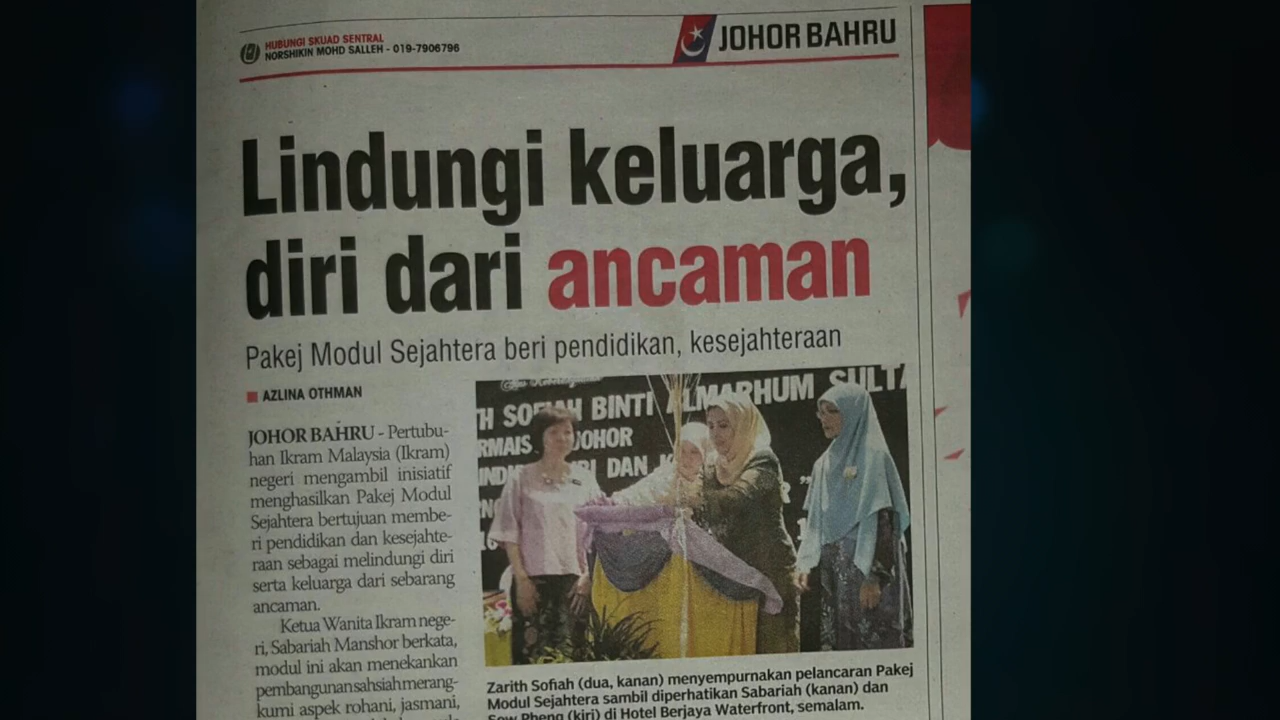 HUBUNGI SKUAD SENTRAL
NORSHIKIN MOHD SALLEH - 019-7906796
JOHOR BAHRU
Lindungi keluarga,
diri dari ancaman
Pakej Modul Sejahtera beri pendidikan, kesejahteraan
AZLINA OTHMAN
JOHOR BAHRU - Pertubu-
han Ikram Malaysia (Ikram)
negeri mengambil inisiatif
menghasilkan Pakej Modul
Sejahtera bertujuan membe-
ri pendidikan dan kesejahte-
raan sebagai melindungi diri
serta keluarga dari sebarang
ancaman.
Ketua Wanita Ikram nege-
ri, Sabariah Manshor berkata,
modul ini akan menekankan
pembangunan sahsiah merang-
kumi aspek rohani, jasmani,
TH SOFIAH BINTI ALMARHUM SULTA
RMAIS JOHOR
RI DAN K
Zarith Sofiah (dua, kanan) menyempurnakan pelancaran Pakej
Modul Sejahtera sambil diperhatikan Sabariah (kanan) dan
Sow Pheng (kiri) di Hotel Berjaya Waterfront, semalam.